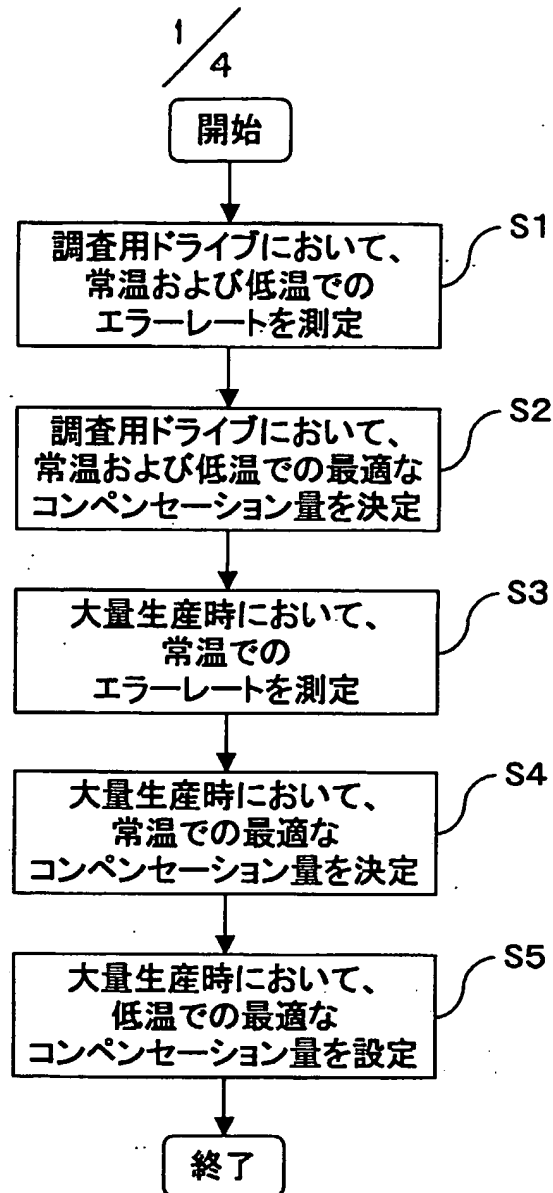 1/4
開始
調査用ドライブにおいて、
常温および低温での
エラーレートを測定
S1
調査用ドライブにおいて、
常温および低温での最適な
コンペンセーション量を決定
S2
大量生産時において、
常温での
エラーレートを測定
S3
大量生産時において、
常温での最適な
コンペンセーション量を決定
S4
大量生産時において、
低温での最適な
コンペンセーション量を設定
S5
終了